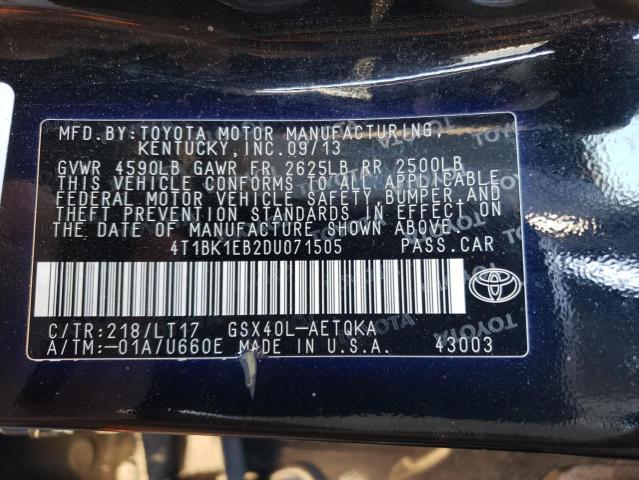 MFD. BY: TOYOTA MOTOR MANUFACTURING,
KENTUCKY, INC. 09/13
GVWR 4590LB GAWR FR 2625LB RR 2500LB
THIS VEHICLE CONFORMS TO ALL APPLICABLE
FEDERAL MOTOR VEHICLE SAFETY, BUMPER, AND
THEFT PREVENTION STANDARDS IN EFFECT ON
THE DATE OF MANUFACTURE SHOWN ABOVE.
4T1BK1EB2DU071505 PASS. CAR
C/TR: 218/LT17 GSX40L-AETQKA
A/TM: -01A/U660E MADE IN U.S.A. 43003
TOYOTA